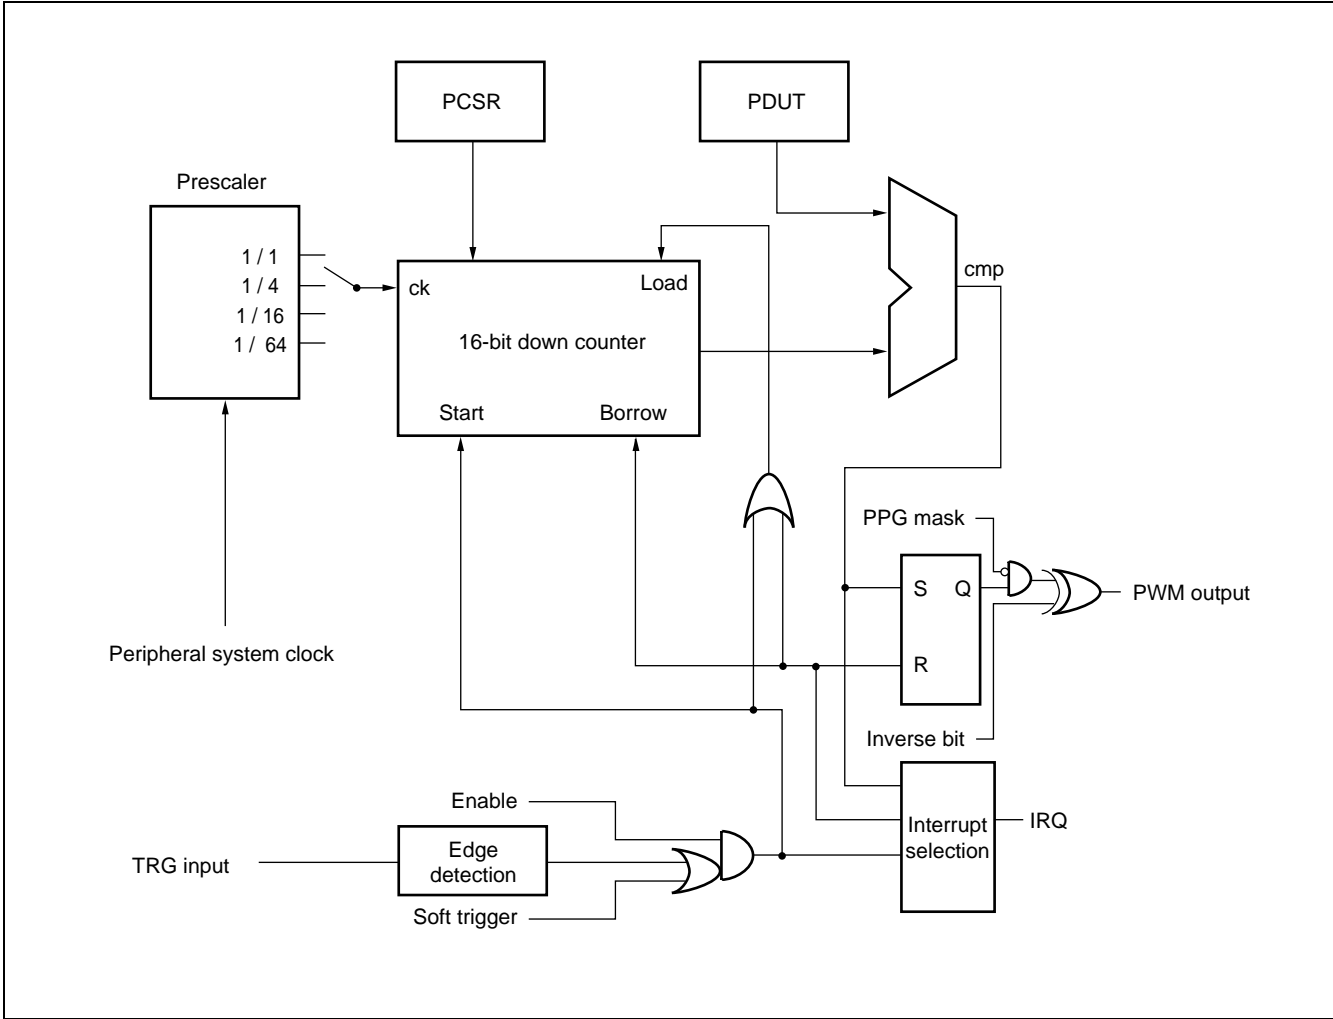 PCSR
PDUT
Prescaler
1 / 1
1 / 4
1 / 16
1 / 64
ck
Load
16-bit down counter
Start
Borrow
cmp
PPG mask
S
Q
R
PWM output
Peripheral system clock
Inverse bit
Enable
TRG input
Edge
detection
Soft trigger
Interrupt
selection
IRQ